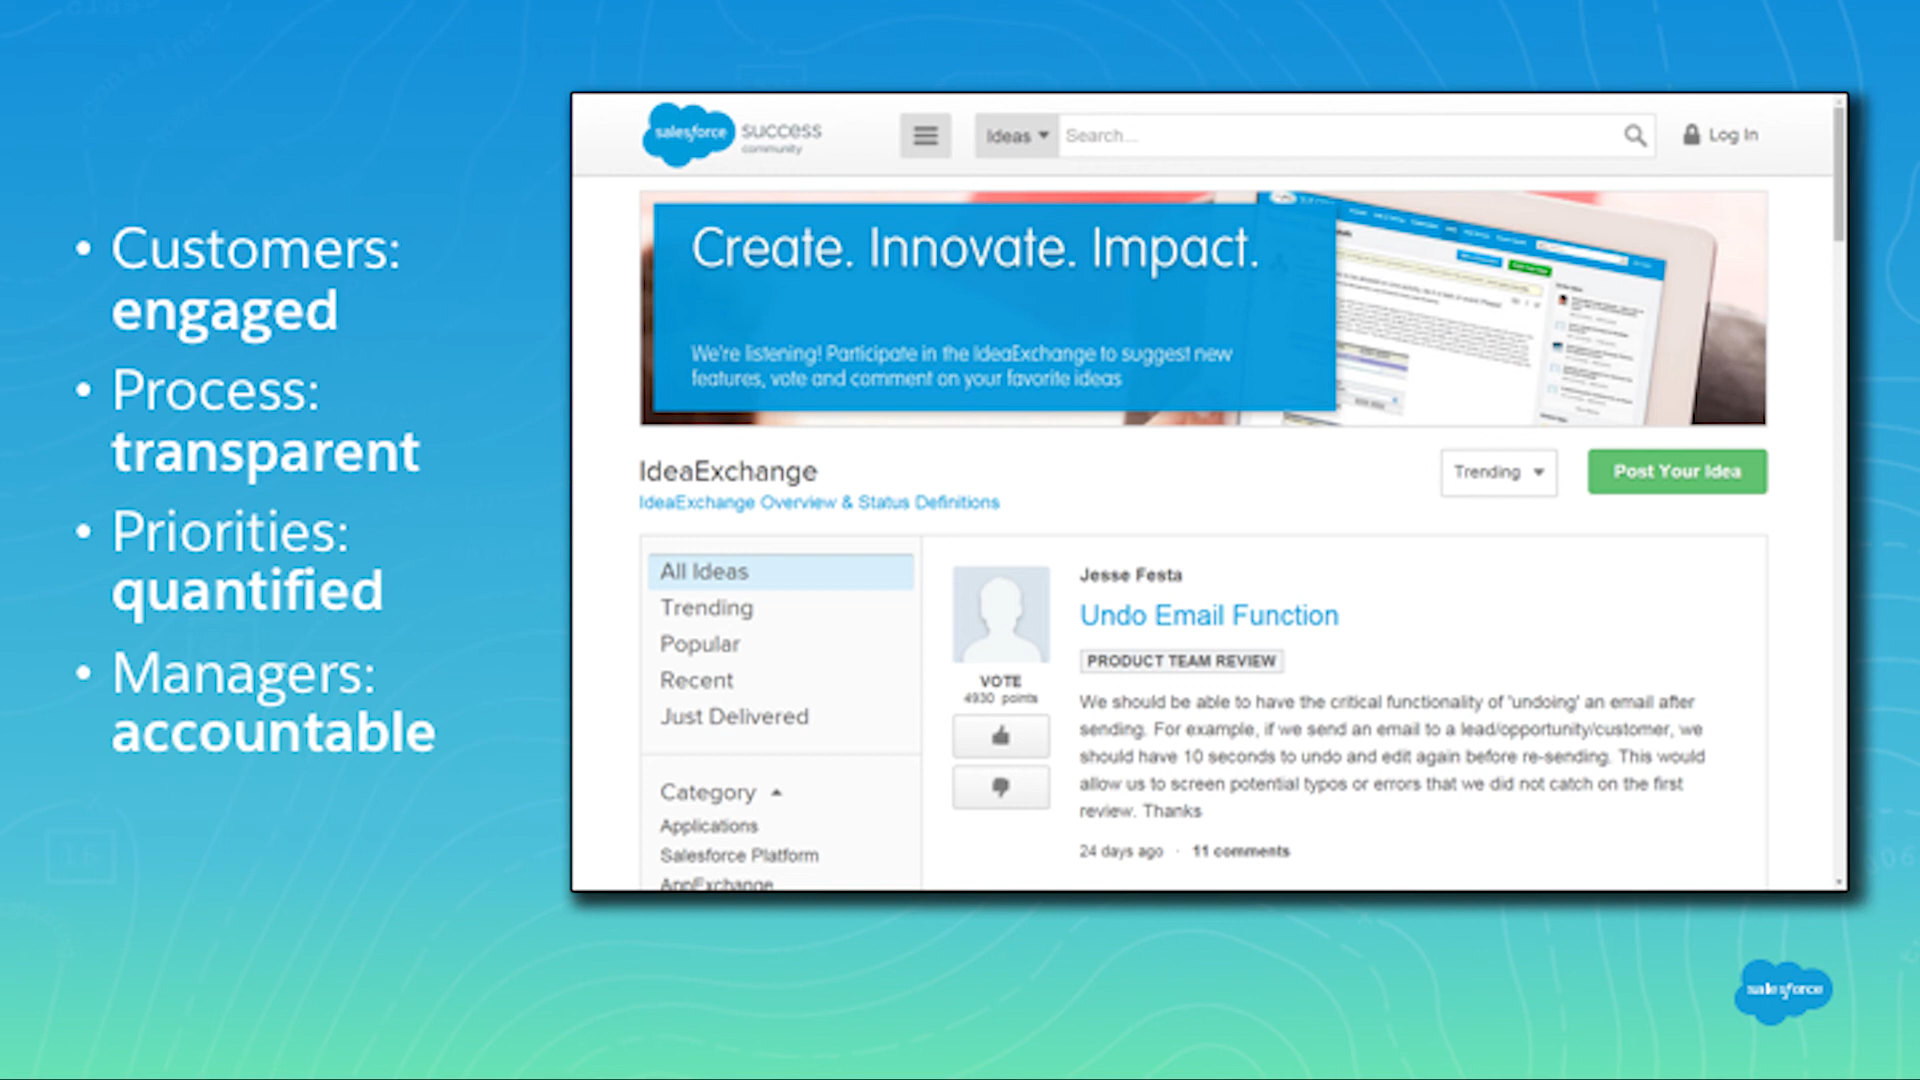 • Customers:
engaged
• Process:
transparent
• Priorities:
quantified
• Managers:
accountable
salesforce
success
community
Ideas
Search...
Log In
Create. Innovate. Impact.
We're listening! Participate in the IdeaExchange to suggest new
features, vote and comment on your favorite ideas
IdeaExchange
IdeaExchange Overview & Status Definitions
Trending
Post Your Idea
All Ideas
Trending
Popular
Recent
Just Delivered
Category
Applications
Salesforce Platform
AppExchange
VOTE
4930 points
Jesse Festa
Undo Email Function
PRODUCT TEAM REVIEW
We should be able to have the critical functionality of 'undoing' an email after
sending. For example, if we send an email to a lead/opportunity/customer, we
should have 10 seconds to undo and edit again before re-sending. This would
allow us to screen potential typos or errors that we did not catch on the first
review. Thanks
24 days ago · 11 comments
salesforce